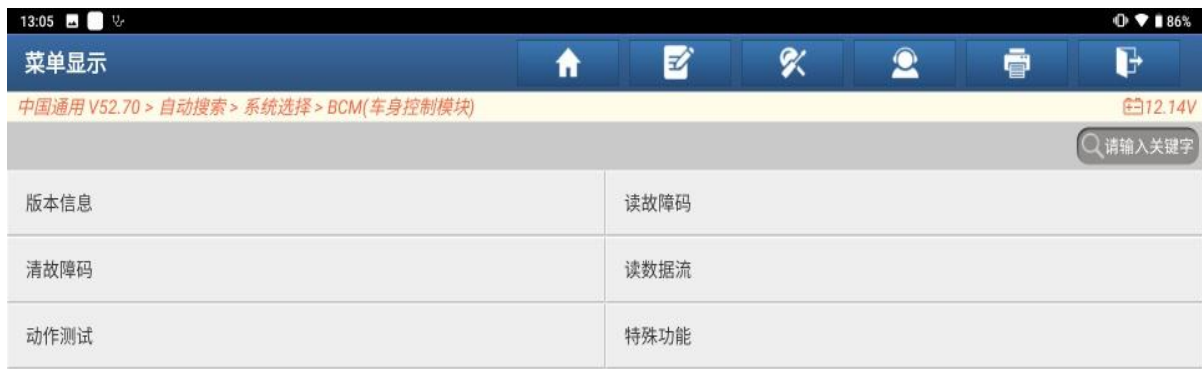 13:05 86%
菜单显示
中国通用 V52.70 > 自动搜索 > 系统选择 > BCM(车身控制模块) 12.14V
请输入关键字
版本信息 读故障码
清故障码 读数据流
动作测试 特殊功能